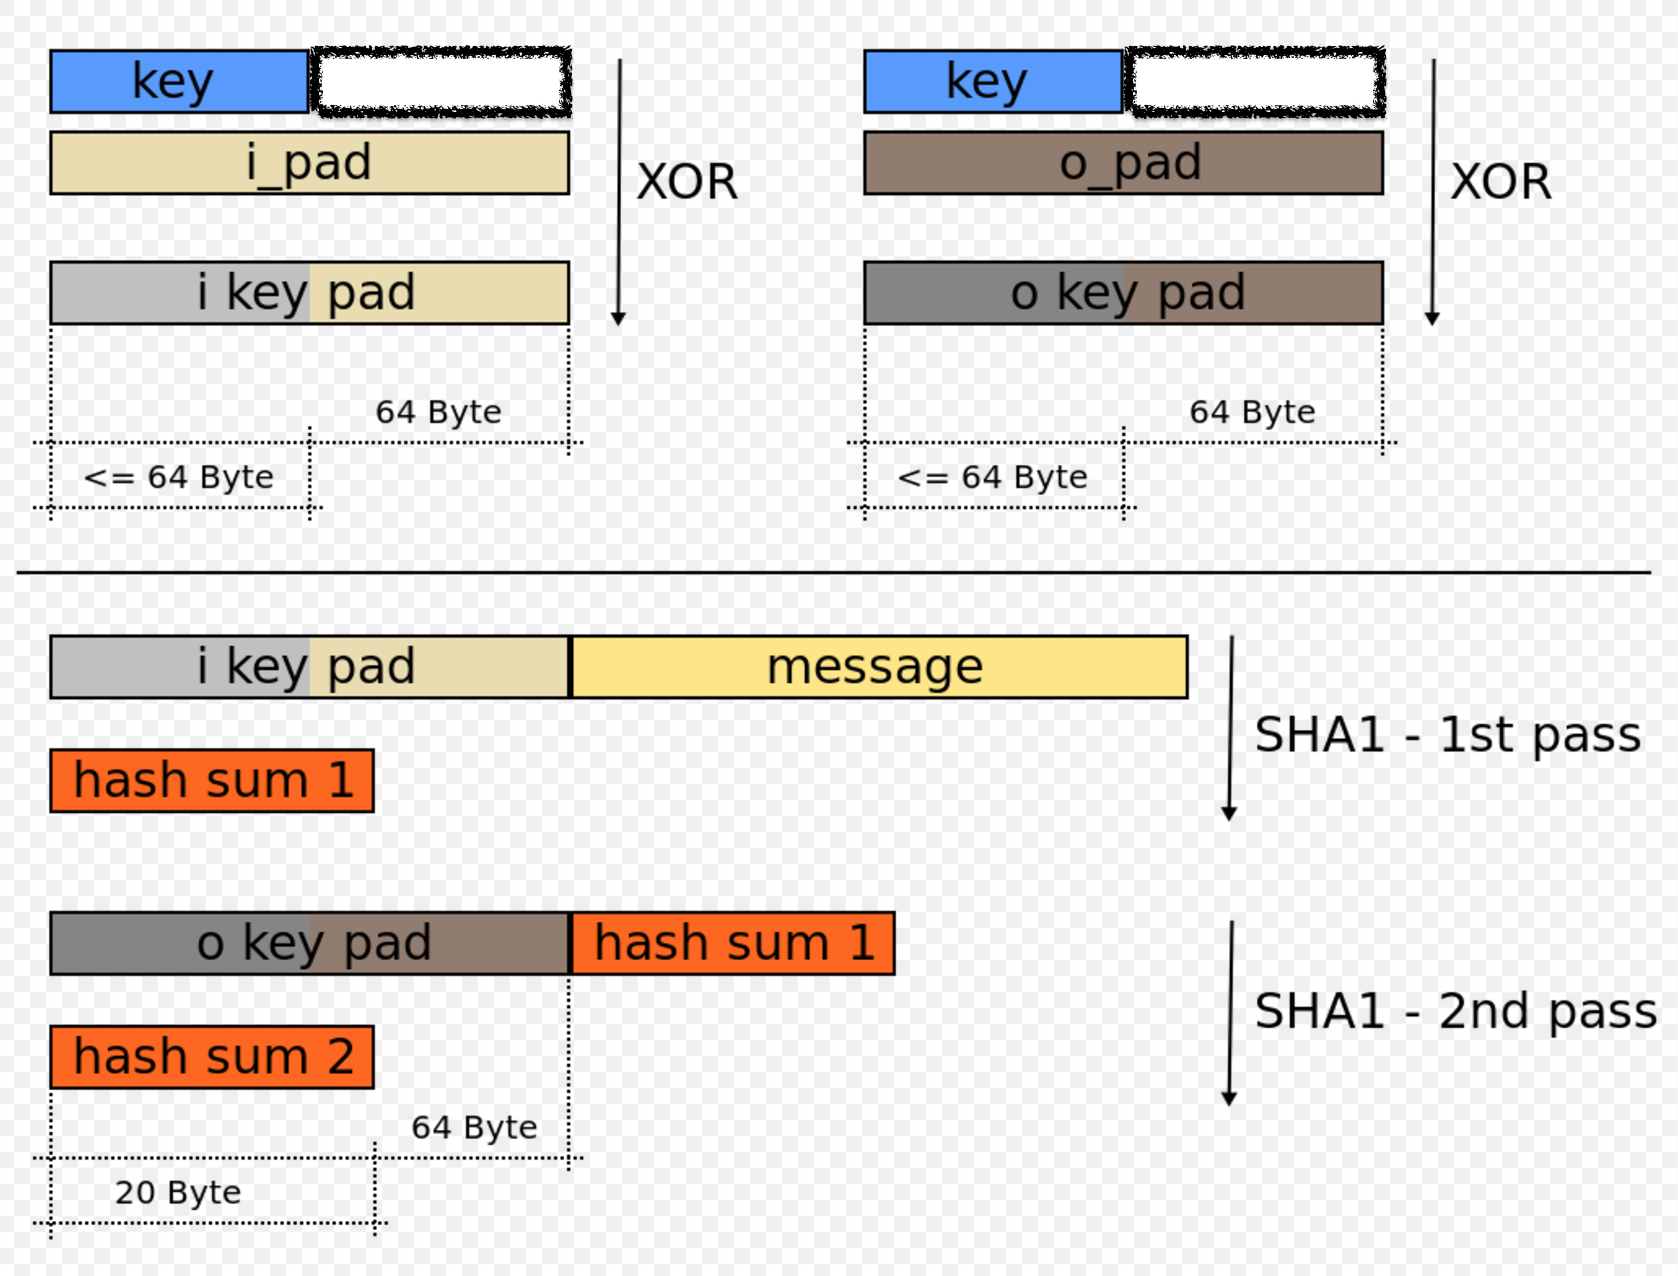 key
key
i_pad
XOR
o_pad
XOR
i key pad
o key pad
64 Byte
64 Byte
<= 64 Byte
<= 64 Byte
i key pad
message
SHA1 - 1st pass
hash sum 1
o key pad
hash sum 1
SHA1 - 2nd pass
hash sum 2
64 Byte
20 Byte